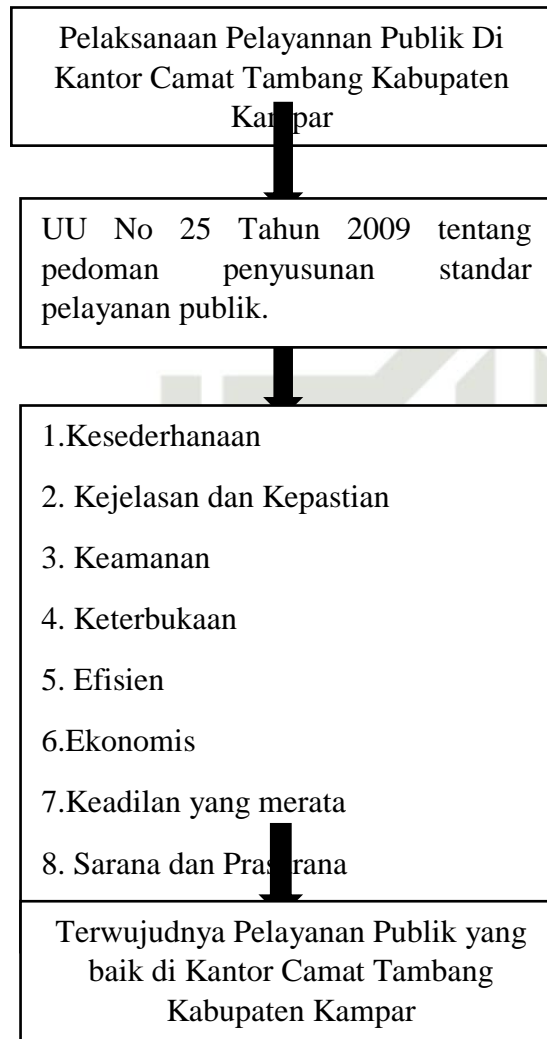 Pelaksanaan Pelayannan Publik Di
Kantor Camat Tambang Kabupaten
Kampar
UU No 25 Tahun 2009 tentang
pedoman penyusunan standar
pelayanan publik.
1.Kesederhanaan
2. Kejelasan dan Kepastian
3. Keamanan
4. Keterbukaan
5. Efisien
6.Ekonomis
7.Keadilan yang merata
8. Sarana dan Prasarana
Terwujudnya Pelayanan Publik yang
baik di Kantor Camat Tambang
Kabupaten Kampar